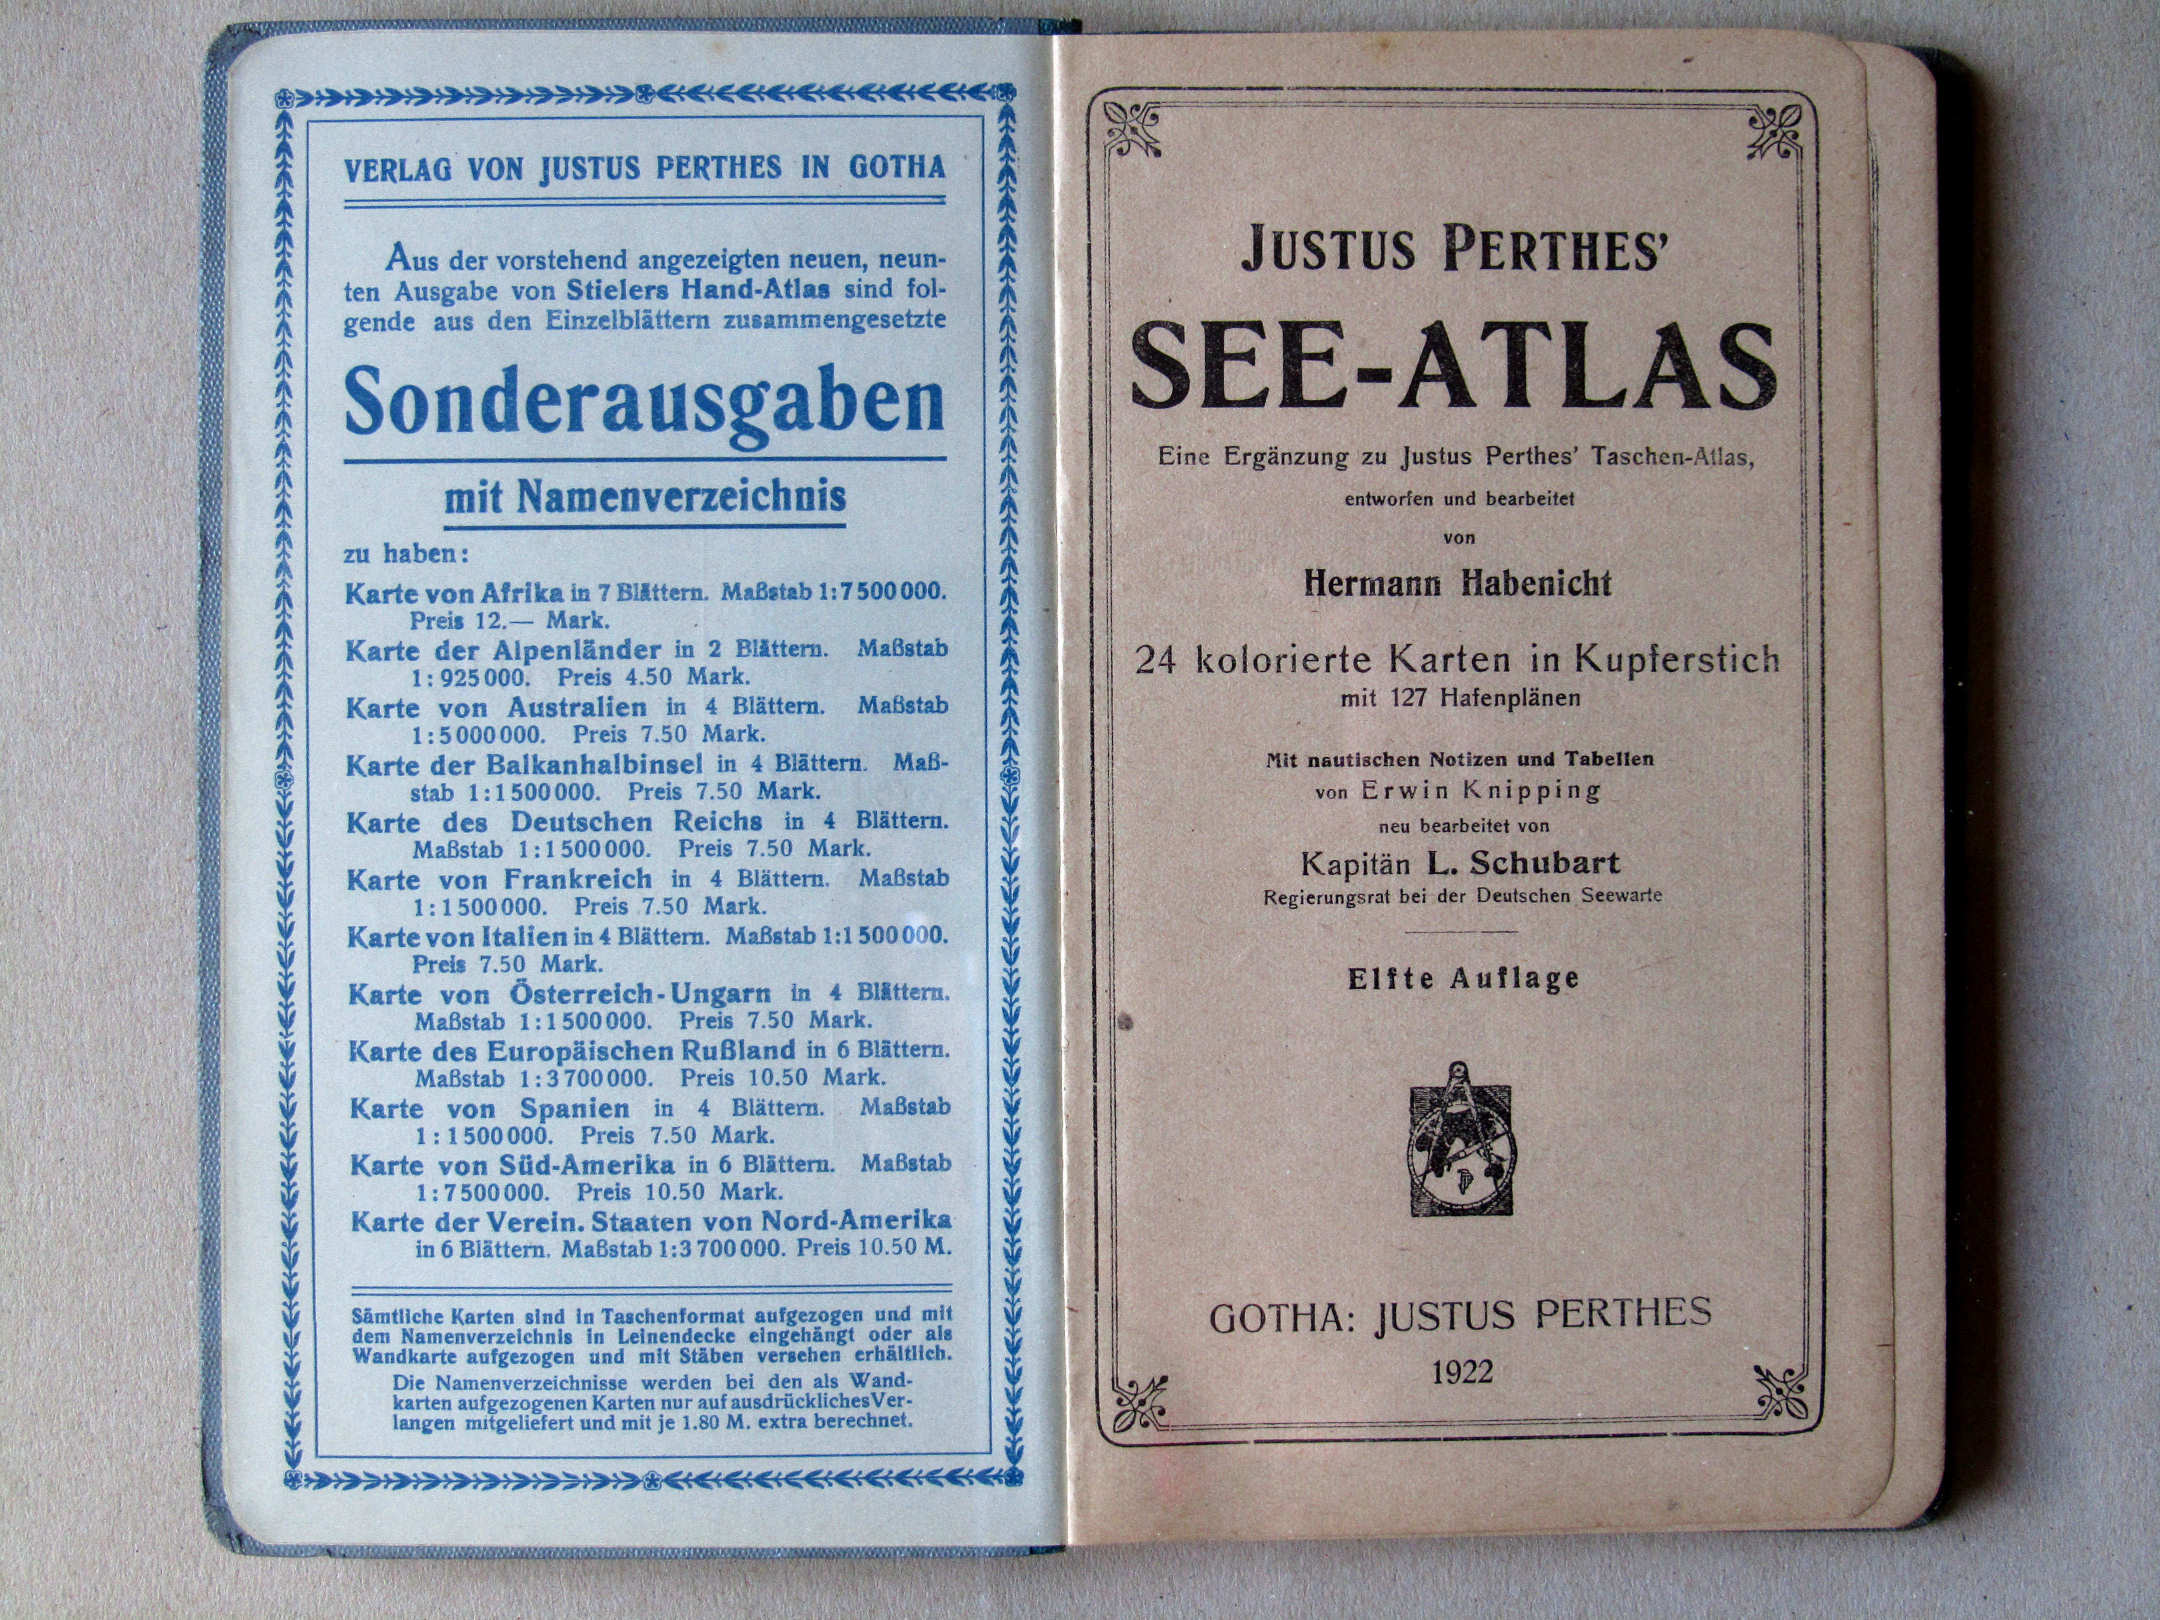 VERLAG VON JUSTUS PERTHES IN GOTHA
Aus der vorstehend angezeigten neuen, neun-
ten Ausgabe von Stielers Hand-Atlas sind fol-
gende aus den Einzelblättern zusammengesetzte
Sonderausgaben
mit Namenverzeichnis
zu haben:
Karte von Afrika in 7 Blättern. Maßstab 1:7500000.
Preis 12.— Mark.
Karte der Alpenländer in 2 Blättern. Maßstab
1:925000. Preis 4.50 Mark.
Karte von Australien in 4 Blättern. Maßstab
1:5000000. Preis 7.50 Mark.
Karte der Balkanhalbinsel in 4 Blättern. Maß-
stab 1:1500000. Preis 7.50 Mark.
Karte des Deutschen Reichs in 4 Blättern.
Maßstab 1:1500000. Preis 7.50 Mark.
Karte von Frankreich in 4 Blättern. Maßstab
1:1500000. Preis 7.50 Mark.
Karte von Italien in 4 Blättern. Maßstab 1:1500000.
Preis 7.50 Mark.
Karte von Österreich-Ungarn in 4 Blättern.
Maßstab 1:1500000. Preis 7.50 Mark.
Karte des Europäischen Rußland in 6 Blättern.
Maßstab 1:3700000. Preis 10.50 Mark.
Karte von Spanien in 4 Blättern. Maßstab
1:1500000. Preis 7.50 Mark.
Karte von Süd-Amerika in 6 Blättern. Maßstab
1:7500000. Preis 10.50 Mark.
Karte der Verein. Staaten von Nord-Amerika
in 6 Blättern. Maßstab 1:3700000. Preis 10.50 M.
Sämtliche Karten sind in Taschenformat aufgezogen und mit
dem Namenverzeichnis in Leinendecke eingehängt oder als
Wandkarte aufgezogen und mit Stäben versehen erhältlich.
Die Namenverzeichnisse werden bei den als Wand-
karten aufgezogenen Karten nur auf ausdrückliches Ver-
langen mitgeliefert und mit je 1.80 M. extra berechnet.
JUSTUS PERTHES'
SEE-ATLAS
Eine Ergänzung zu Justus Perthes' Taschen-Atlas,
entworfen und bearbeitet
von
Hermann Habenicht
24 kolorierte Karten in Kupferstich
mit 127 Hafenplänen
Mit nautischen Notizen und Tabellen
von Erwin Knipping
neu bearbeitet von
Kapitän L. Schubart
Regierungsrat bei der Deutschen Seewarte
Elfte Auflage
GOTHA: JUSTUS PERTHES
1922